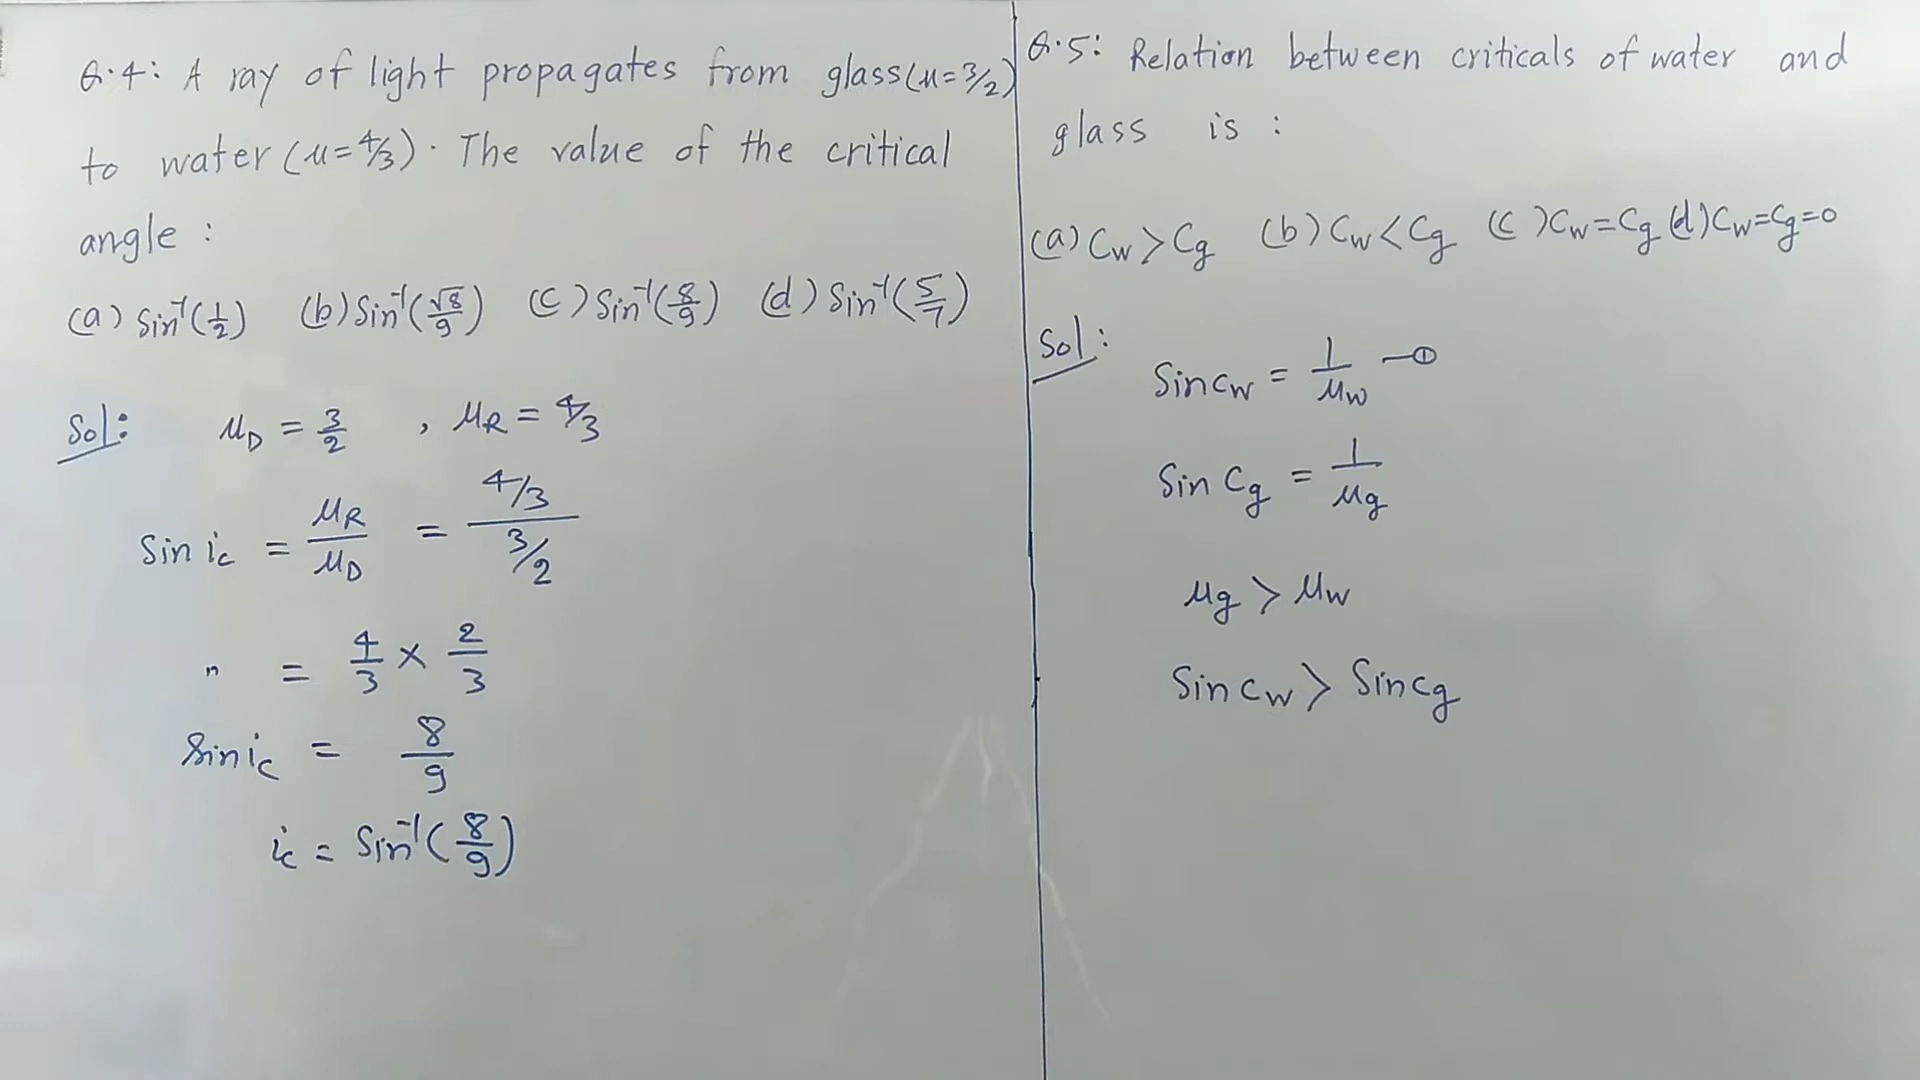 Q.4: A ray of light propagates from glass(μ=3/2)
to water (μ=4/3). The value of the critical
angle :
(a) Sin⁻¹(1/2) (b) Sin⁻¹(√8/9) (C) Sin⁻¹(8/9) (d) Sin⁻¹(5/7)
Sol: μD = 3/2 , μR = 4/3
Sin ic = μR/μD = 4/3 / 3/2
" = 4/3 × 2/3
Sin ic = 8/9
ic = Sin⁻¹(8/9)
Q.5: Relation between criticals of water and
glass is :
(a) Cw > Cg (b) Cw < Cg (C) Cw = Cg (d) Cw = Cg = 0
Sol: Sin Cw = 1/μw —①
Sin Cg = 1/μg
μg > μw
Sin Cw > Sin Cg